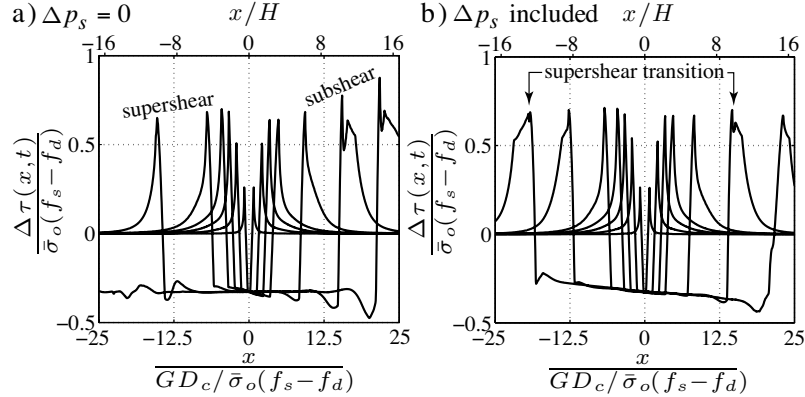 a) Δp_s = 0
x/H
−16 −8 0 8 16
1
0.5
0
−0.5
Δτ(x,t)
σ̄_o(f_s−f_d)
supershear
subshear
−25 −12.5 0 12.5 25
x
GD_c/σ̄_o(f_s−f_d)
b) Δp_s included
x/H
−16 −8 0 8 16
1
0.5
0
−0.5
Δτ(x,t)
σ̄_o(f_s−f_d)
supershear transition
−25 −12.5 0 12.5 25
x
GD_c/σ̄_o(f_s−f_d)